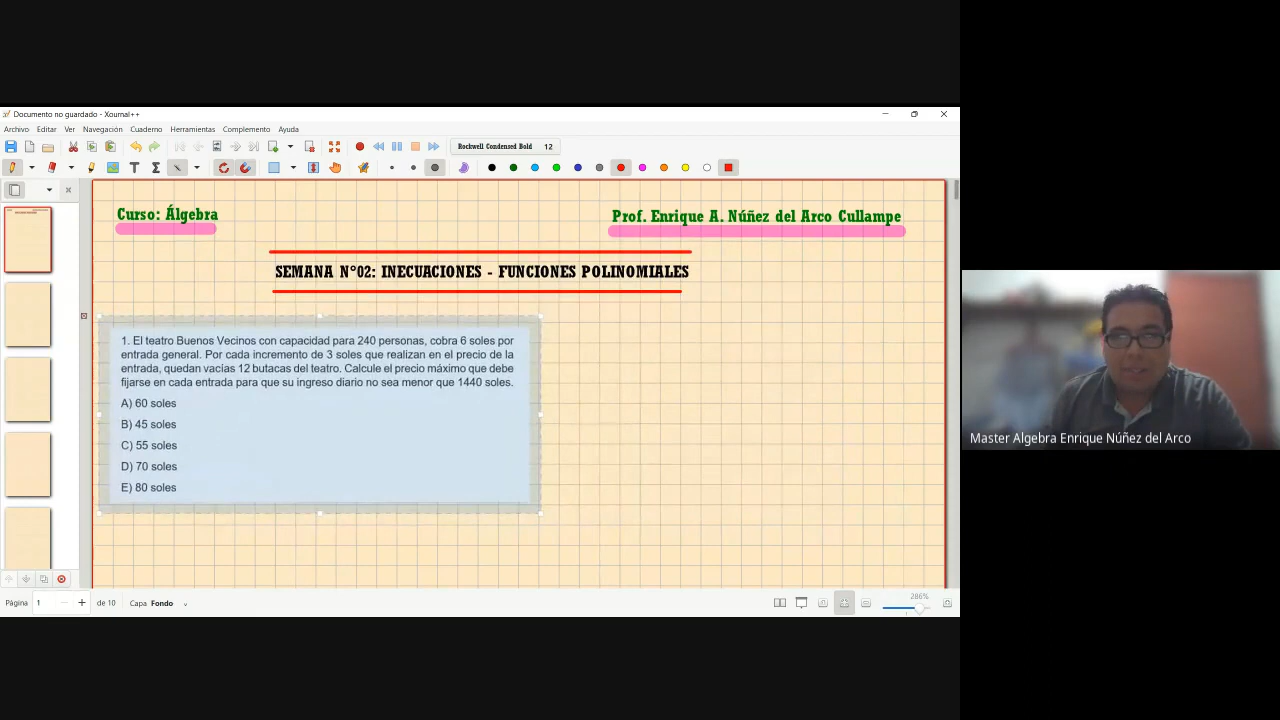 Documento no guardado - Xournal++
Archivo Editar Ver Navegación Cuaderno Herramientas Complemento Ayuda
Rockwell Condensed Bold 12
Curso: Álgebra
Prof. Enrique A. Núñez del Arco Cullampe
SEMANA N°02: INECUACIONES - FUNCIONES POLINOMIALES
1. El teatro Buenos Vecinos con capacidad para 240 personas, cobra 6 soles por
entrada general. Por cada incremento de 3 soles que realizan en el precio de la
entrada, quedan vacías 12 butacas del teatro. Calcule el precio máximo que debe
fijarse en cada entrada para que su ingreso diario no sea menor que 1440 soles.
A) 60 soles
B) 45 soles
C) 55 soles
D) 70 soles
E) 80 soles
Master Algebra Enrique Núñez del Arco
Página 1 de 10 Capa Fondo
286%